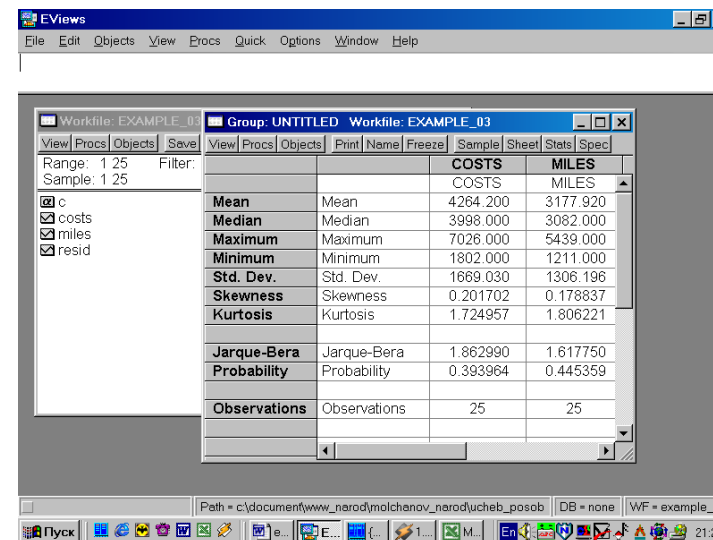 EViews
File Edit Objects View Procs Quick Options Window Help
Workfile: EXAMPLE_03
View Procs Objects Save
Range: 1 25 Filter:
Sample: 1 25
c
costs
miles
resid
Group: UNTITLED Workfile: EXAMPLE_03
View Procs Objects Print Name Freeze Sample Sheet Stats Spec
COSTS MILES
COSTS MILES
Mean Mean 4264.200 3177.920
Median Median 3998.000 3082.000
Maximum Maximum 7026.000 5439.000
Minimum Minimum 1802.000 1211.000
Std. Dev. Std. Dev. 1669.030 1306.196
Skewness Skewness 0.201702 0.178837
Kurtosis Kurtosis 1.724957 1.806221
Jarque-Bera Jarque-Bera 1.862990 1.617750
Probability Probability 0.393964 0.445359
Observations Observations 25 25
Path = c:\document\www_narod\molchanov_narod\ucheb_posob DB = none WF = example_
Пуск e... E... {... 1... M... En